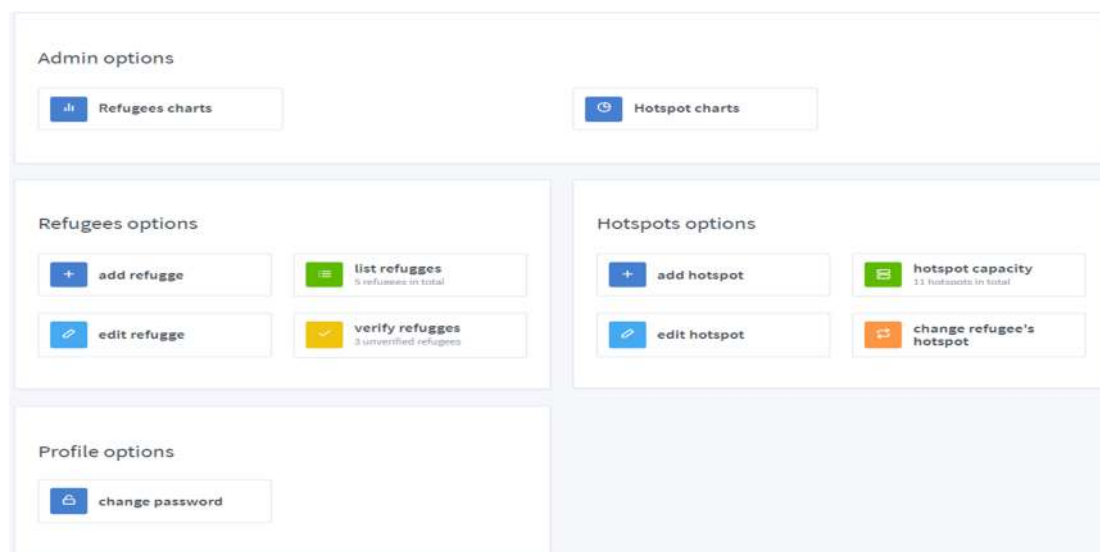 Admin options
Refugees charts
Hotspot charts
Refugees options
add refugge
list refugges
5 refugees in total
edit refugge
verify refugges
3 unverified refugees
Hotspots options
add hotspot
hotspot capacity
11 hotspots in total
edit hotspot
change refugee's
hotspot
Profile options
change password